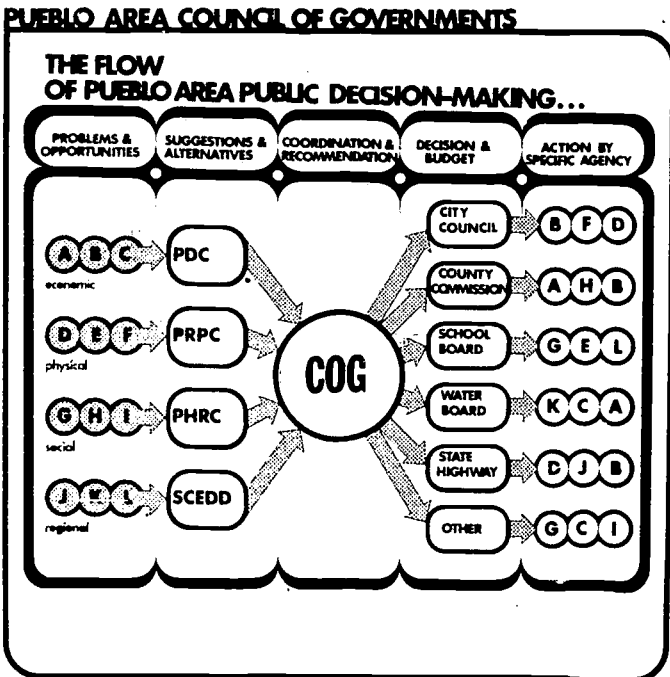 PUEBLO AREA COUNCIL OF GOVERNMENTS
THE FLOW
OF PUEBLO AREA PUBLIC DECISION-MAKING...
PROBLEMS &
OPPORTUNITIES
SUGGESTIONS &
ALTERNATIVES
COORDINATION &
RECOMMENDATION
DECISION &
BUDGET
ACTION BY
SPECIFIC AGENCY
A B C
economic
PDC
D E F
physical
PRPC
G H I
social
PHRC
J K L
regional
SCEDD
COG
CITY
COUNCIL
B F D
COUNTY
COMMISSION
A H B
SCHOOL
BOARD
G E L
WATER
BOARD
K C A
STATE
HIGHWAY
D J B
OTHER
G C I